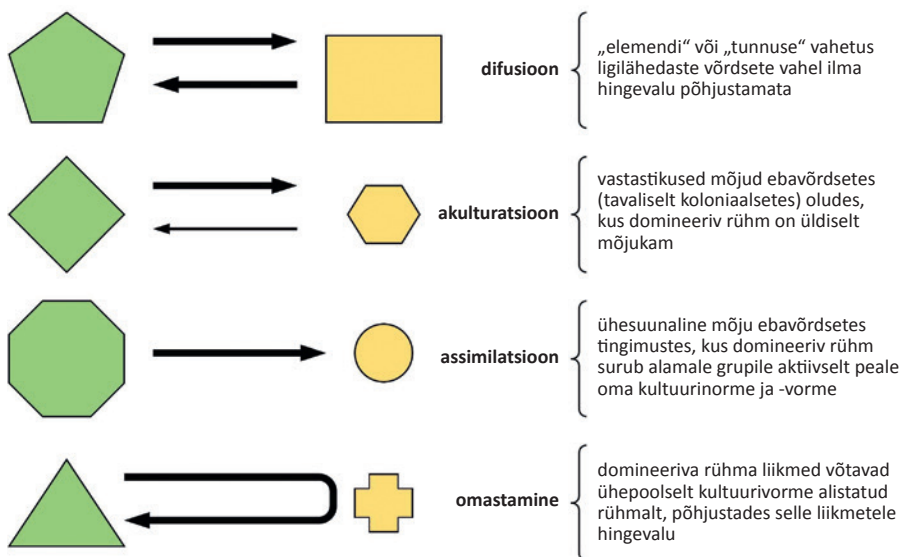 difusioon
„elemendi“ või „tunnuse“ vahetus
ligilähedaste võrdsete vahel ilma
hingevalu põhjustamata
akulturatsioon
vastastikused mõjud ebavõrdsetes
(tavaliselt koloniaalsetes) oludes,
kus domineeriv rühm on üldiselt
mõjukam
assimilatsioon
ühesuunaline mõju ebavõrdsetes
tingimustes, kus domineeriv rühm
surub alamale grupile aktiivselt peale
oma kultuurinorme ja -vorme
omastamine
domineeriva rühma liikmed võtavad
ühepoolselt kultuurivorme alistatud
rühmalt, põhjustades selle liikmetele
hingevalu